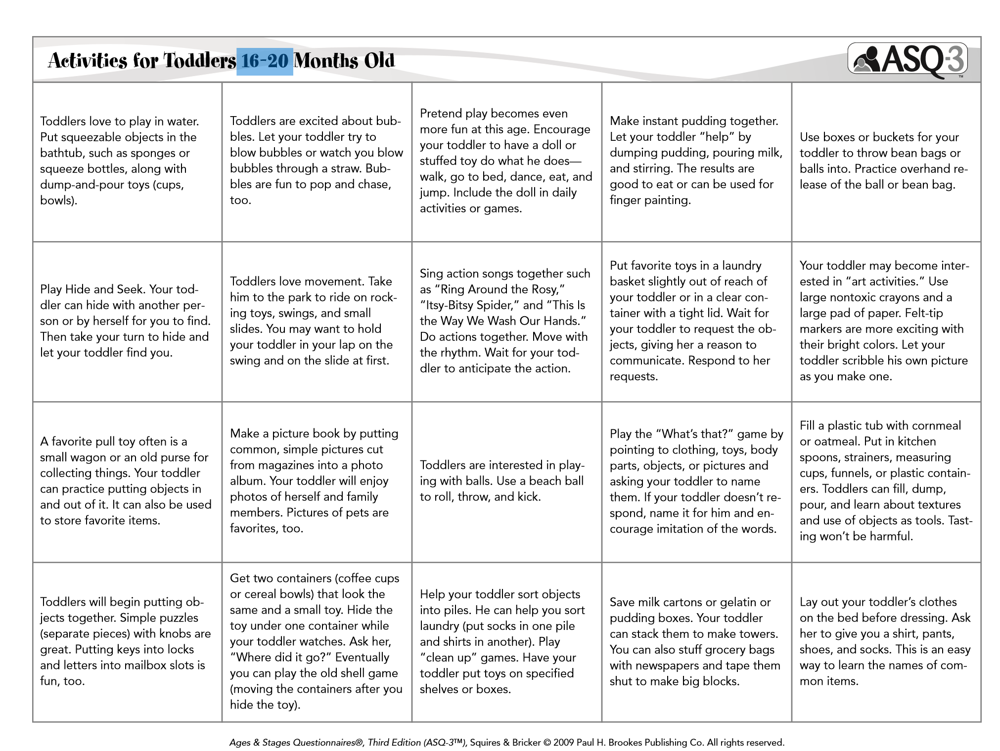 Activities for Toddlers 16-20 Months Old
ASQ-3™
Toddlers love to play in water.
Put squeezable objects in the
bathtub, such as sponges or
squeeze bottles, along with
dump-and-pour toys (cups,
bowls).
Toddlers are excited about bub-
bles. Let your toddler try to
blow bubbles or watch you blow
bubbles through a straw. Bub-
bles are fun to pop and chase,
too.
Pretend play becomes even
more fun at this age. Encourage
your toddler to have a doll or
stuffed toy do what he does—
walk, go to bed, dance, eat, and
jump. Include the doll in daily
activities or games.
Make instant pudding together.
Let your toddler “help” by
dumping pudding, pouring milk,
and stirring. The results are
good to eat or can be used for
finger painting.
Use boxes or buckets for your
toddler to throw bean bags or
balls into. Practice overhand re-
lease of the ball or bean bag.
Play Hide and Seek. Your tod-
dler can hide with another per-
son or by herself for you to find.
Then take your turn to hide and
let your toddler find you.
Toddlers love movement. Take
him to the park to ride on rock-
ing toys, swings, and small
slides. You may want to hold
your toddler in your lap on the
swing and on the slide at first.
Sing action songs together such
as “Ring Around the Rosy,”
“Itsy-Bitsy Spider,” and “This Is
the Way We Wash Our Hands.”
Do actions together. Move with
the rhythm. Wait for your tod-
dler to anticipate the action.
Put favorite toys in a laundry
basket slightly out of reach of
your toddler or in a clear con-
tainer with a tight lid. Wait for
your toddler to request the ob-
jects, giving her a reason to
communicate. Respond to her
requests.
Your toddler may become inter-
ested in “art activities.” Use
large nontoxic crayons and a
large pad of paper. Felt-tip
markers are more exciting with
their bright colors. Let your
toddler scribble his own picture
as you make one.
A favorite pull toy often is a
small wagon or an old purse for
collecting things. Your toddler
can practice putting objects in
and out of it. It can also be used
to store favorite items.
Make a picture book by putting
common, simple pictures cut
from magazines into a photo
album. Your toddler will enjoy
photos of herself and family
members. Pictures of pets are
favorites, too.
Toddlers are interested in play-
ing with balls. Use a beach ball
to roll, throw, and kick.
Play the “What’s that?” game by
pointing to clothing, toys, body
parts, objects, or pictures and
asking your toddler to name
them. If your toddler doesn’t re-
spond, name it for him and en-
courage imitation of the words.
Fill a plastic tub with cornmeal
or oatmeal. Put in kitchen
spoons, strainers, measuring
cups, funnels, or plastic contain-
ers. Toddlers can fill, dump,
pour, and learn about textures
and use of objects as tools. Tast-
ing won’t be harmful.
Toddlers will begin putting ob-
jects together. Simple puzzles
(separate pieces) with knobs are
great. Putting keys into locks
and letters into mailbox slots is
fun, too.
Get two containers (coffee cups
or cereal bowls) that look the
same and a small toy. Hide the
toy under one container while
your toddler watches. Ask her,
“Where did it go?” Eventually
you can play the old shell game
(moving the containers after you
hide the toy).
Help your toddler sort objects
into piles. He can help you sort
laundry (put socks in one pile
and shirts in another). Play
“clean up” games. Have your
toddler put toys on specified
shelves or boxes.
Save milk cartons or gelatin or
pudding boxes. Your toddler
can stack them to make towers.
You can also stuff grocery bags
with newspapers and tape them
shut to make big blocks.
Lay out your toddler’s clothes
on the bed before dressing. Ask
her to give you a shirt, pants,
shoes, and socks. This is an easy
way to learn the names of com-
mon items.
Ages & Stages Questionnaires®, Third Edition (ASQ-3™), Squires & Bricker © 2009 Paul H. Brookes Publishing Co. All rights reserved.